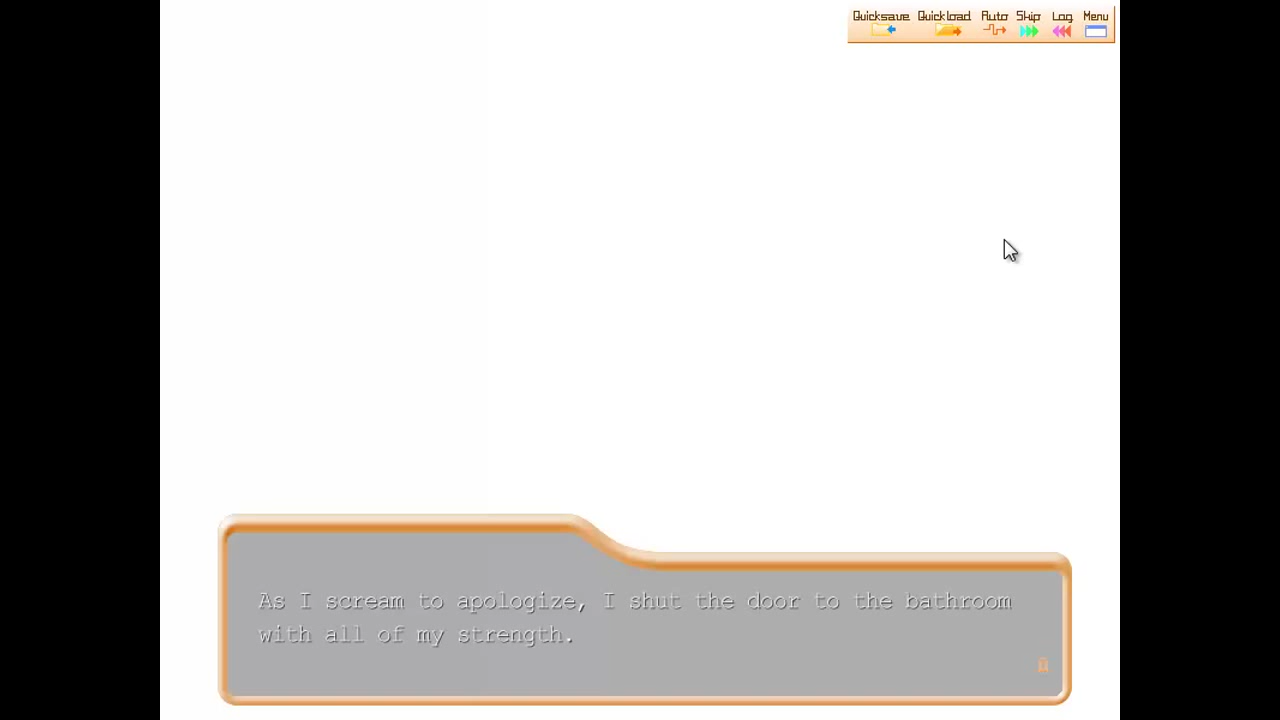 Quicksave Quickload Auto Skip Log Menu
As I scream to apologize, I shut the door to the bathroom
with all of my strength.